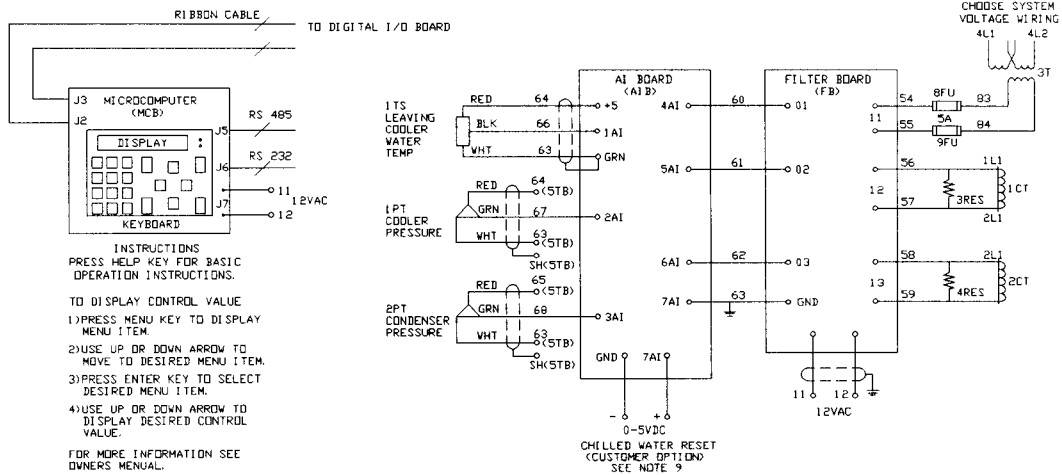 RIBBON CABLE
TO DIGITAL I/O BOARD
J3
J2
MICROCOMPUTER
(MCB)
DISPLAY
J5
J6
J7
RS 485
RS 232
11
12VAC
12
KEYBOARD
INSTRUCTIONS
PRESS HELP KEY FOR BASIC
OPERATION INSTRUCTIONS.
TO DISPLAY CONTROL VALUE
1)PRESS MENU KEY TO DISPLAY
MENU ITEM.
2)USE UP OR DOWN ARROW TO
MOVE TO DESIRED MENU ITEM.
3)PRESS ENTER KEY TO SELECT
DESIRED MENU ITEM.
4)USE UP OR DOWN ARROW TO
DISPLAY DESIRED CONTROL
VALUE.
FOR MORE INFORMATION SEE
OWNERS MENUAL.
1TS
LEAVING
COOLER
WATER
TEMP
RED 64
BLK 66
WHT 63
1PT
COOLER
PRESSURE
RED 64
(5TB)
GRN 67
WHT 63
(5TB)
SH(5TB)
2PT
CONDENSER
PRESSURE
RED 65
(5TB)
GRN 68
WHT 63
(5TB)
SH(5TB)
AI BOARD
(AIB)
+5
1AI
GRN
2AI
3AI
4AI
5AI
6AI
7AI
GND 7AI
- +
0-5VDC
CHILLED WATER RESET
(CUSTOMER OPTION)
SEE NOTE 9
60
61
62
63
FILTER BOARD
(FB)
01
02
03
GND
11
12
13
11 12
12VAC
54
55
56
57
58
59
8FU
5A
9FU
83
84
CHOOSE SYSTEM
VOLTAGE WIRING
4L1 4L2
3T
1L1
3RES
1CT
2L1
2L1
4RES
2CT